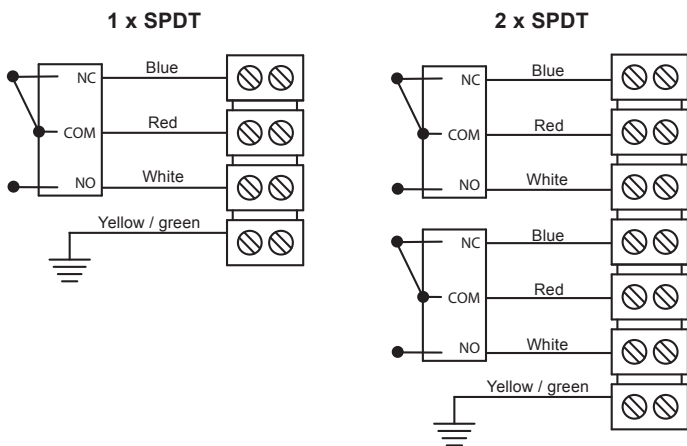 1 x SPDT
NC
Blue
COM
Red
NO
White
Yellow / green
2 x SPDT
NC
Blue
COM
Red
NO
White
NC
Blue
COM
Red
NO
White
Yellow / green